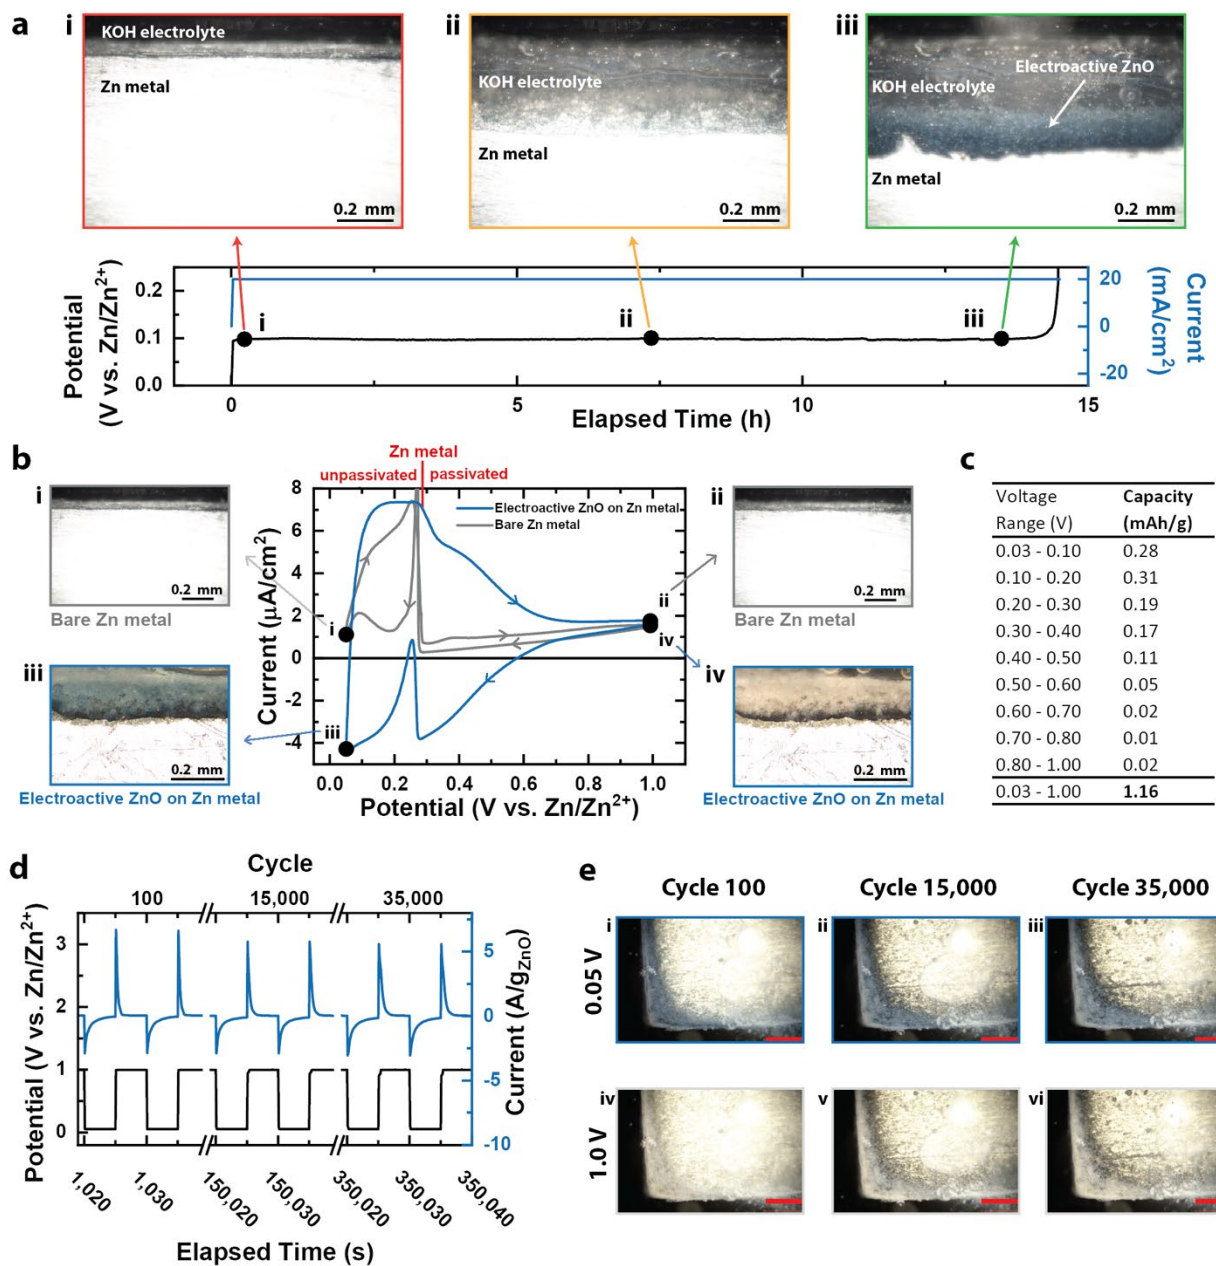 a
i
KOH electrolyte
Zn metal
0.2 mm
ii
KOH electrolyte
Zn metal
0.2 mm
iii
Electroactive ZnO
KOH electrolyte
Zn metal
0.2 mm
Potential
(V vs. Zn/Zn²⁺)
0.2
0.1
0.0
i
ii
iii
20
0
-20
Current
(mA/cm²)
0
5
10
15
Elapsed Time (h)
b
i
0.2 mm
Bare Zn metal
iii
0.2 mm
Electroactive ZnO on Zn metal
Zn metal
unpassivated
passivated
Electroactive ZnO on Zn metal
Bare Zn metal
Current (µA/cm²)
8
6
4
2
0
-2
-4
i
ii
iii
iv
0.0
0.2
0.4
0.6
0.8
1.0
Potential (V vs. Zn/Zn²⁺)
ii
0.2 mm
Bare Zn metal
iv
0.2 mm
Electroactive ZnO on Zn metal
c
Voltage Capacity
Range (V) (mAh/g)
0.03 - 0.10 0.28
0.10 - 0.20 0.31
0.20 - 0.30 0.19
0.30 - 0.40 0.17
0.40 - 0.50 0.11
0.50 - 0.60 0.05
0.60 - 0.70 0.02
0.70 - 0.80 0.01
0.80 - 1.00 0.02
0.03 - 1.00 1.16
d
Cycle
100
15,000
35,000
Potential (V vs. Zn/Zn²⁺)
3
2
1
0
5
0
-5
-10
Current (A/gZnO)
1,020
1,030
150,020
150,030
350,020
350,030
350,040
Elapsed Time (s)
e
Cycle 100
Cycle 15,000
Cycle 35,000
0.05 V
i
ii
iii
1.0 V
iv
v
vi